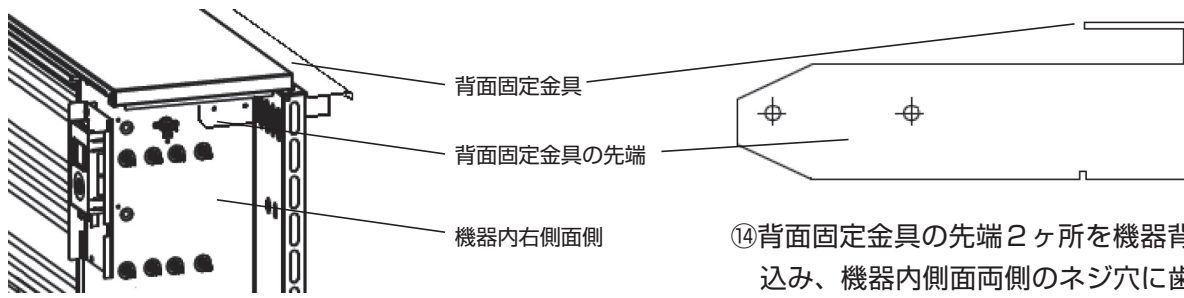 背面固定金具
背面固定金具の先端
機器内右側面側
⑭背面固定金具の先端2ヶ所を機器背
込み、機器内側面両側のネジ穴に歯